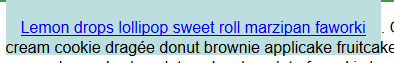 Lemon drops lollipop sweet roll marzipan faworki .
cream cookie dragée donut brownie applicake fruitcake